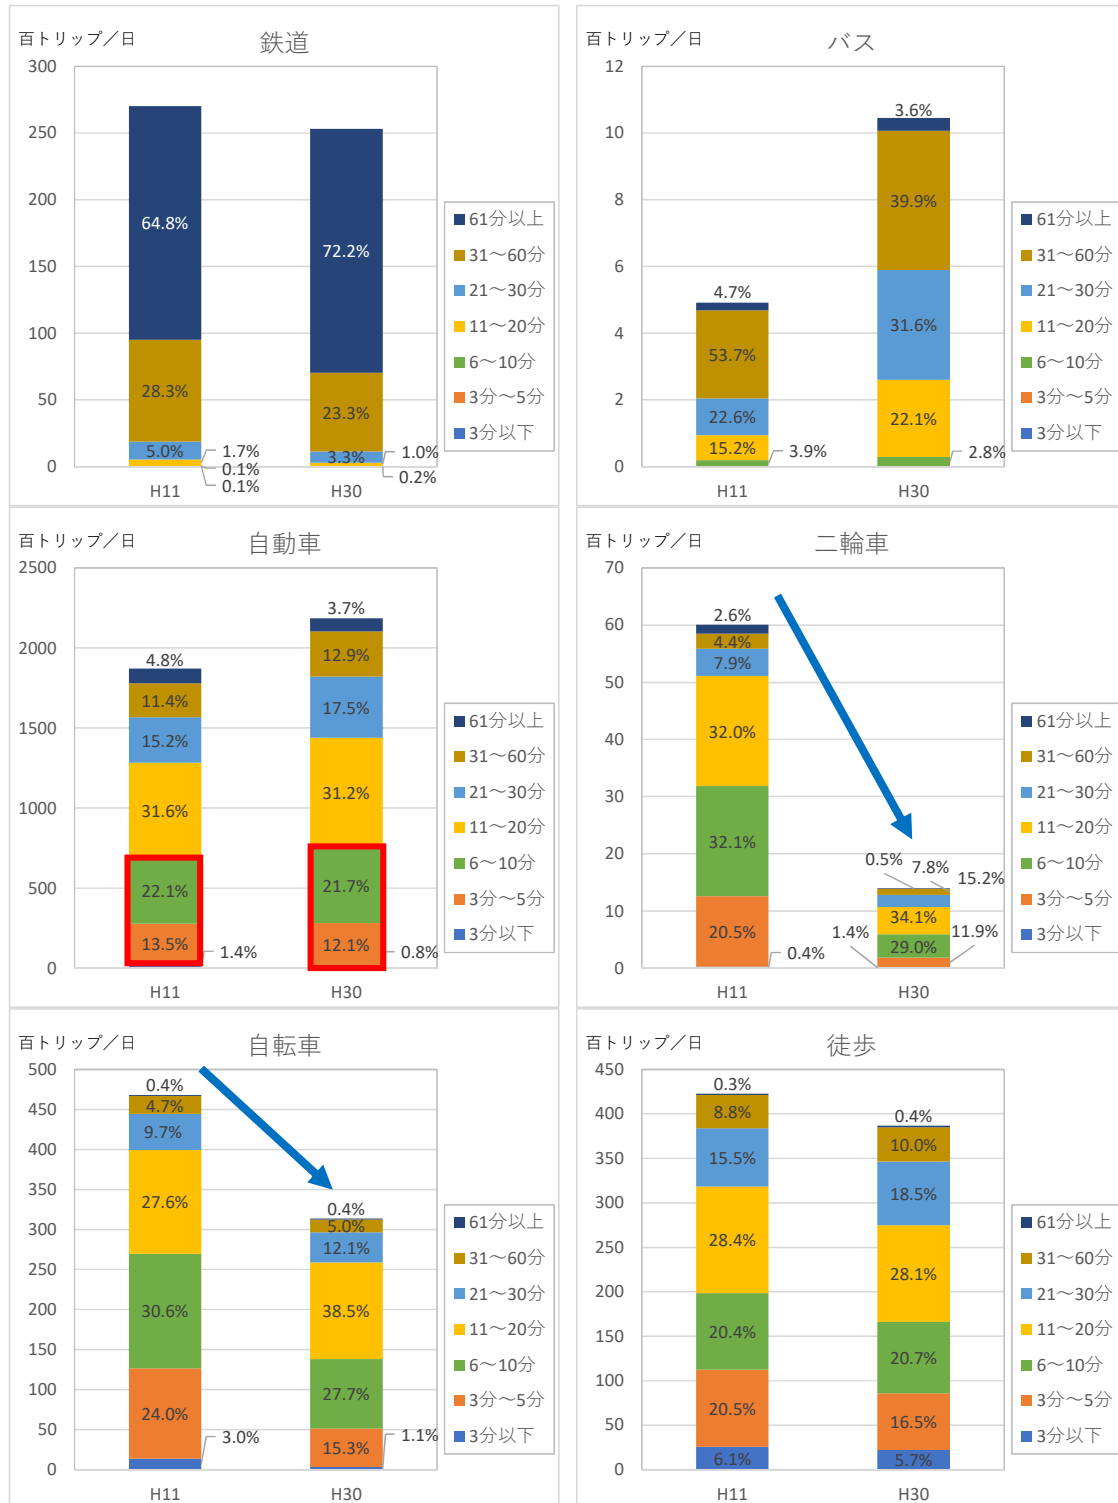 百トリップ／日
鉄道
300
250
200
150
100
50
0
64.8%
28.3%
5.0%
1.7%
0.1%
0.1%
72.2%
23.3%
3.3%
1.0%
0.2%
H11
H30
61分以上
31～60分
21～30分
11～20分
6～10分
3分～5分
3分以下
百トリップ／日
バス
12
10
8
6
4
2
0
4.7%
53.7%
22.6%
15.2%
3.9%
3.6%
39.9%
31.6%
22.1%
2.8%
H11
H30
61分以上
31～60分
21～30分
11～20分
6～10分
3分～5分
3分以下
百トリップ／日
自動車
2500
2000
1500
1000
500
0
4.8%
11.4%
15.2%
31.6%
22.1%
13.5%
1.4%
3.7%
12.9%
17.5%
31.2%
21.7%
12.1%
0.8%
H11
H30
61分以上
31～60分
21～30分
11～20分
6～10分
3分～5分
3分以下
百トリップ／日
二輪車
70
60
50
40
30
20
10
0
2.6%
4.4%
7.9%
32.0%
32.1%
20.5%
0.4%
0.5%
7.8%
15.2%
34.1%
29.0%
11.9%
1.4%
H11
H30
61分以上
31～60分
21～30分
11～20分
6～10分
3分～5分
3分以下
百トリップ／日
自転車
500
450
400
350
300
250
200
150
100
50
0
0.4%
4.7%
9.7%
27.6%
30.6%
24.0%
3.0%
0.4%
5.0%
12.1%
38.5%
27.7%
15.3%
1.1%
H11
H30
61分以上
31～60分
21～30分
11～20分
6～10分
3分～5分
3分以下
百トリップ／日
徒歩
450
400
350
300
250
200
150
100
50
0
0.3%
8.8%
15.5%
28.4%
20.4%
20.5%
6.1%
0.4%
10.0%
18.5%
28.1%
20.7%
16.5%
5.7%
H11
H30
61分以上
31～60分
21～30分
11～20分
6～10分
3分～5分
3分以下